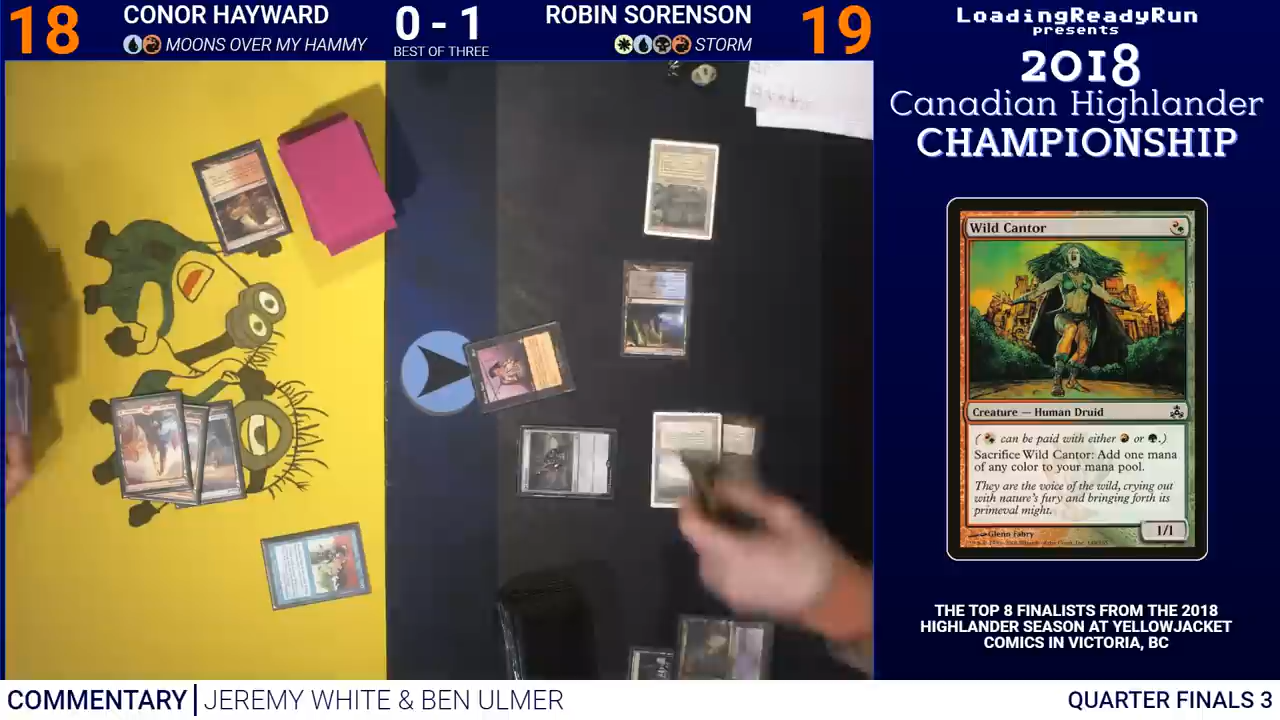 18
CONOR HAYWARD
MOONS OVER MY HAMMY
0 - 1
BEST OF THREE
ROBIN SORENSON
STORM
19
LoadingReadyRun
presents
2018
Canadian Highlander
CHAMPIONSHIP
Wild Cantor
Creature — Human Druid
( can be paid with either or .)
Sacrifice Wild Cantor: Add one mana
of any color to your mana pool.
They are the voice of the wild, crying out
with nature's fury and bringing forth its
primeval might.
1/1
Glenn Fabry
THE TOP 8 FINALISTS FROM THE 2018
HIGHLANDER SEASON AT YELLOWJACKET
COMICS IN VICTORIA, BC
COMMENTARY | JEREMY WHITE & BEN ULMER
QUARTER FINALS 3